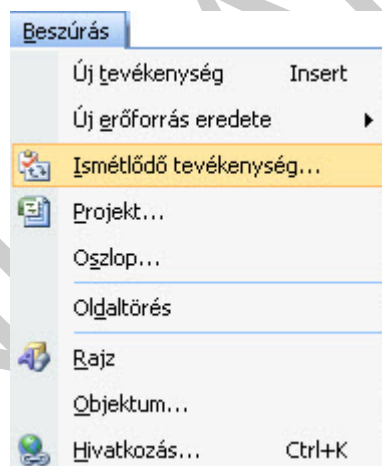 Beszúrás
Új tevékenység Insert
Új erőforrás eredete
Ismétlődő tevékenység...
Projekt...
Oszlop...
Oldaltörés
Rajz
Objektum...
Hivatkozás... Ctrl+K